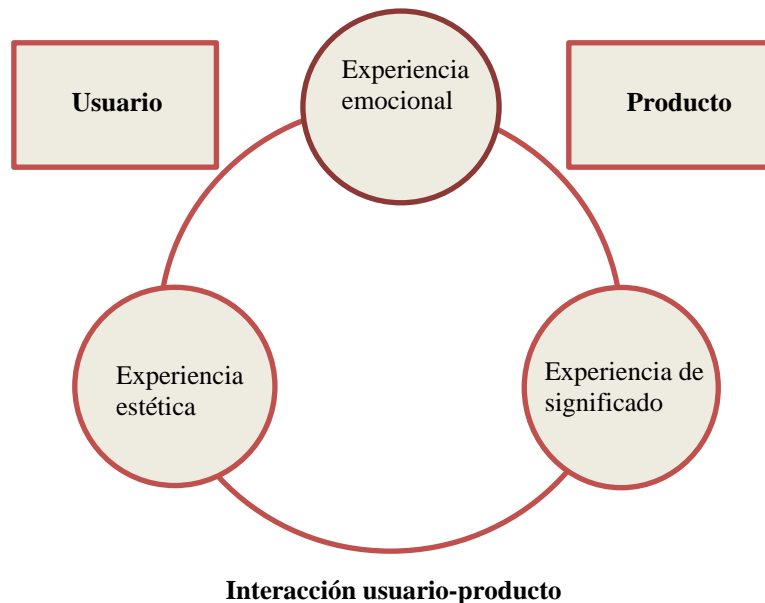 Experiencia
emocional
Usuario
Producto
Experiencia
estética
Experiencia de
significado
Interacción usuario-producto